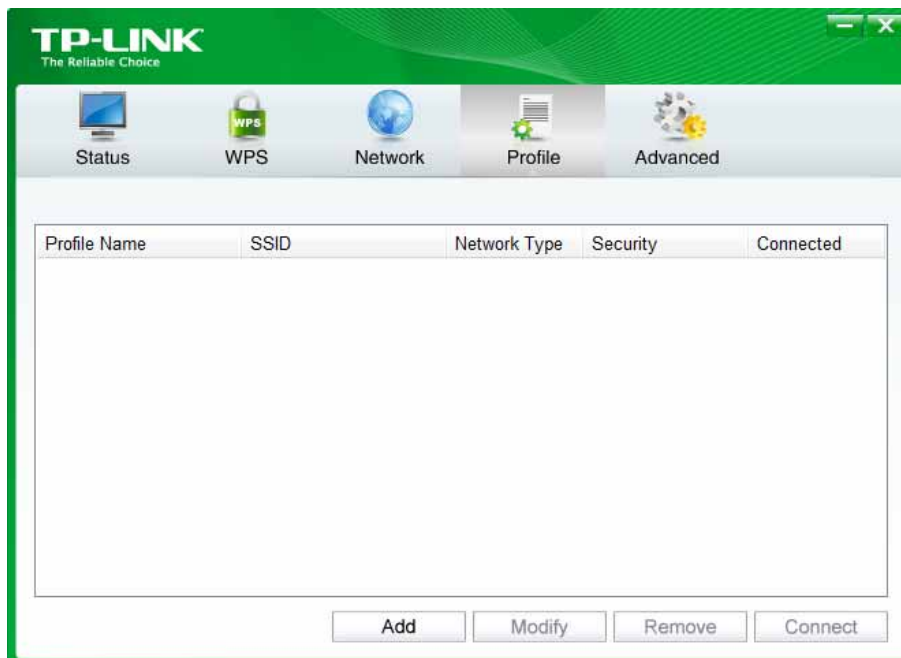 TP-LINK
The Reliable Choice
WPS
Status WPS Network Profile Advanced
Profile Name SSID Network Type Security Connected
Add Modify Remove Connect